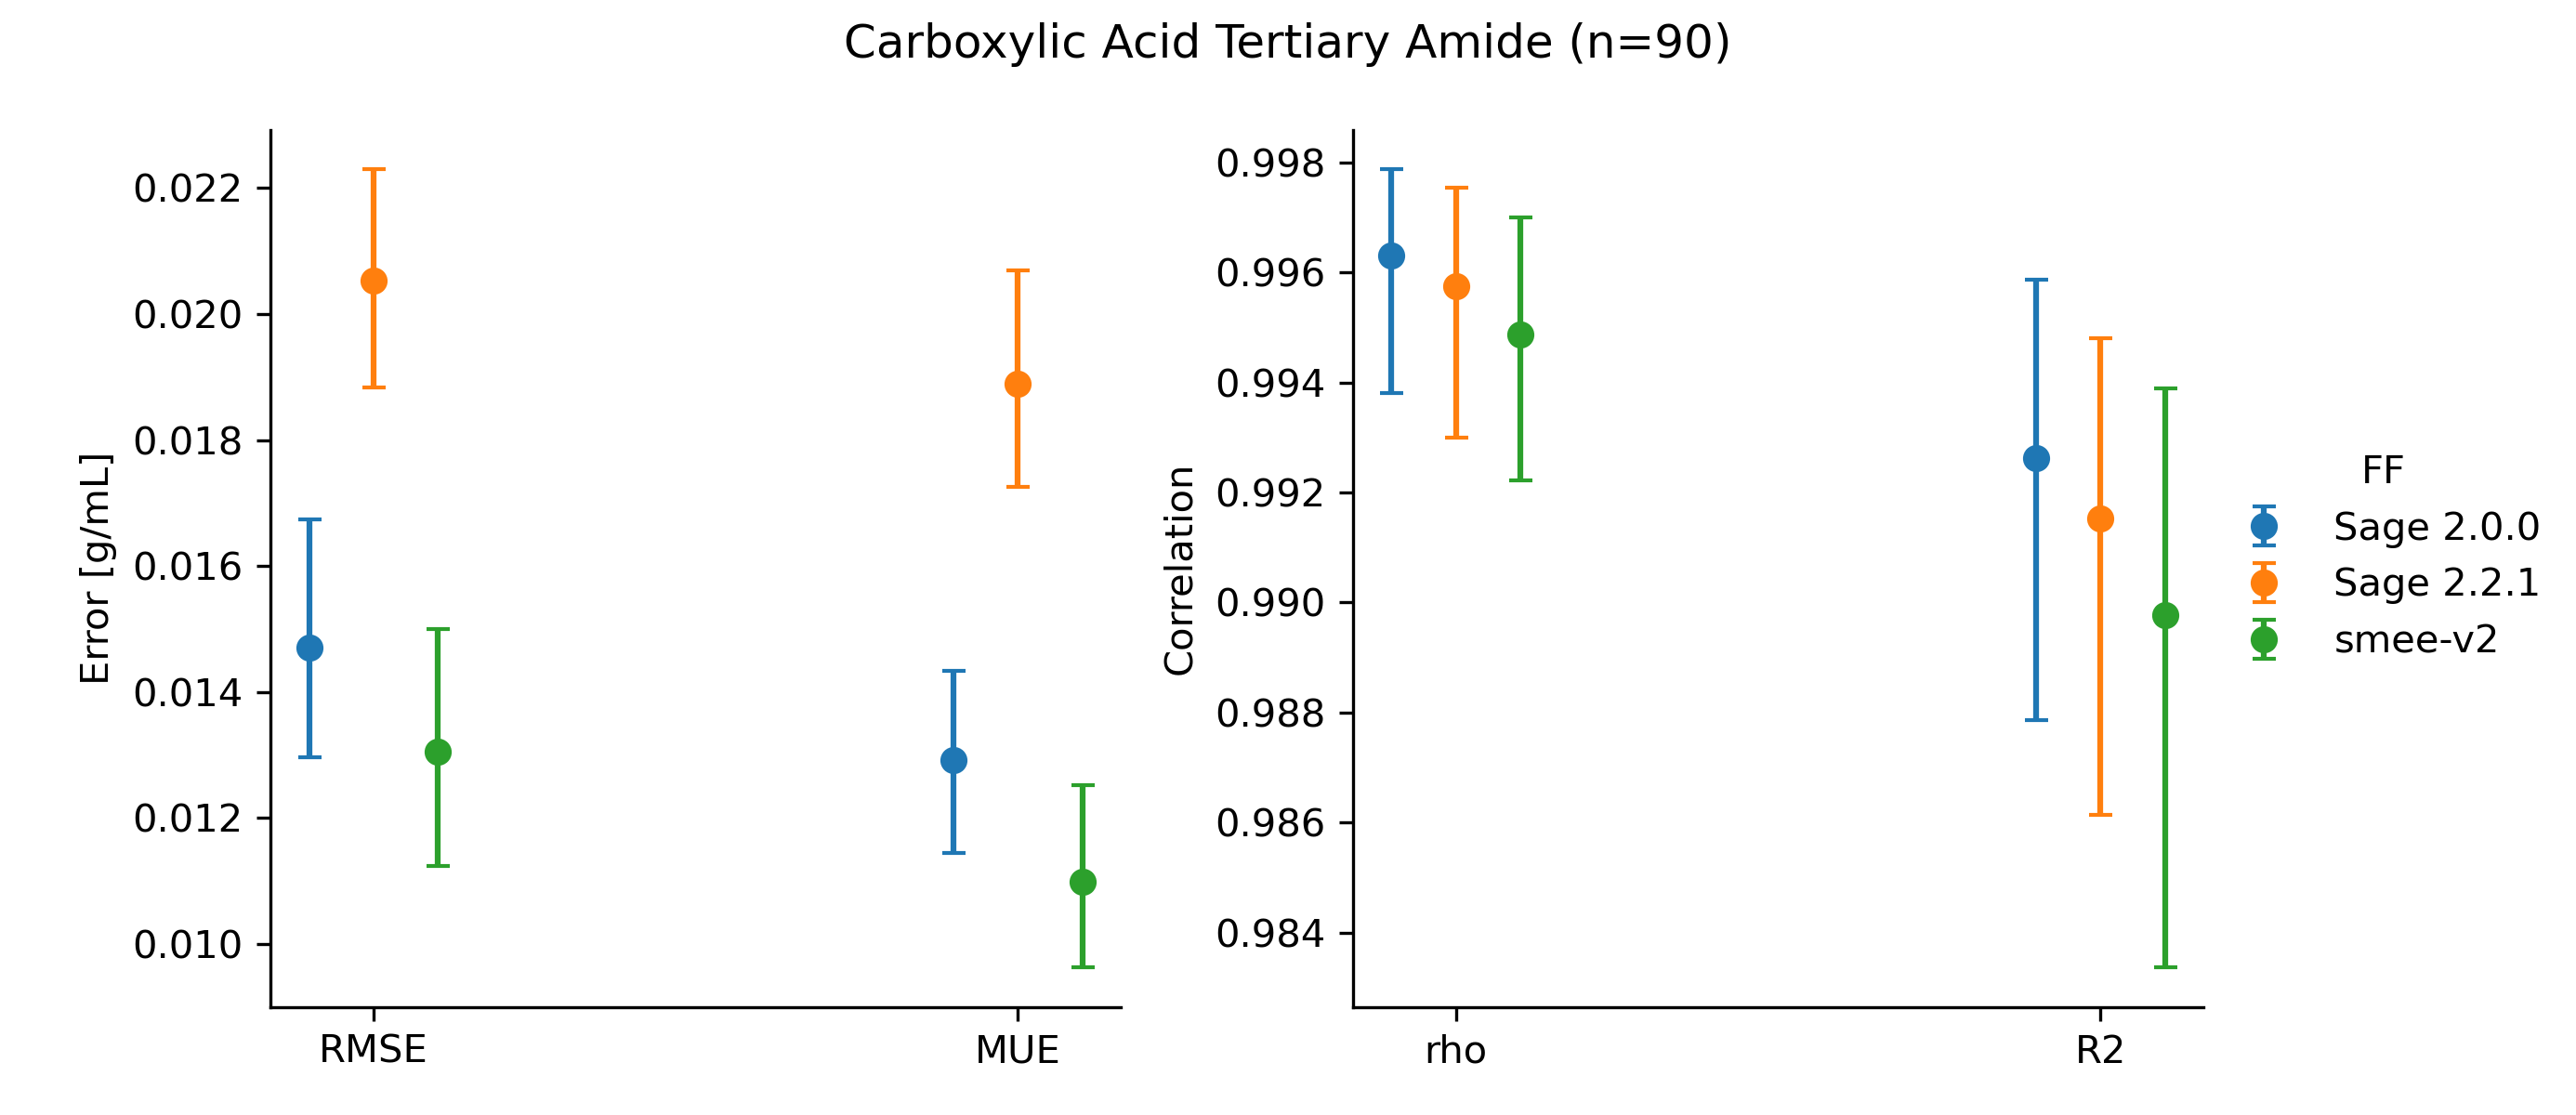 Carboxylic Acid Tertiary Amide (n=90)
Error [g/mL]
0.022
0.020
0.018
0.016
0.014
0.012
0.010
RMSE
MUE
Correlation
0.998
0.996
0.994
0.992
0.990
0.988
0.986
0.984
rho
R2
FF
Sage 2.0.0
Sage 2.2.1
smee-v2